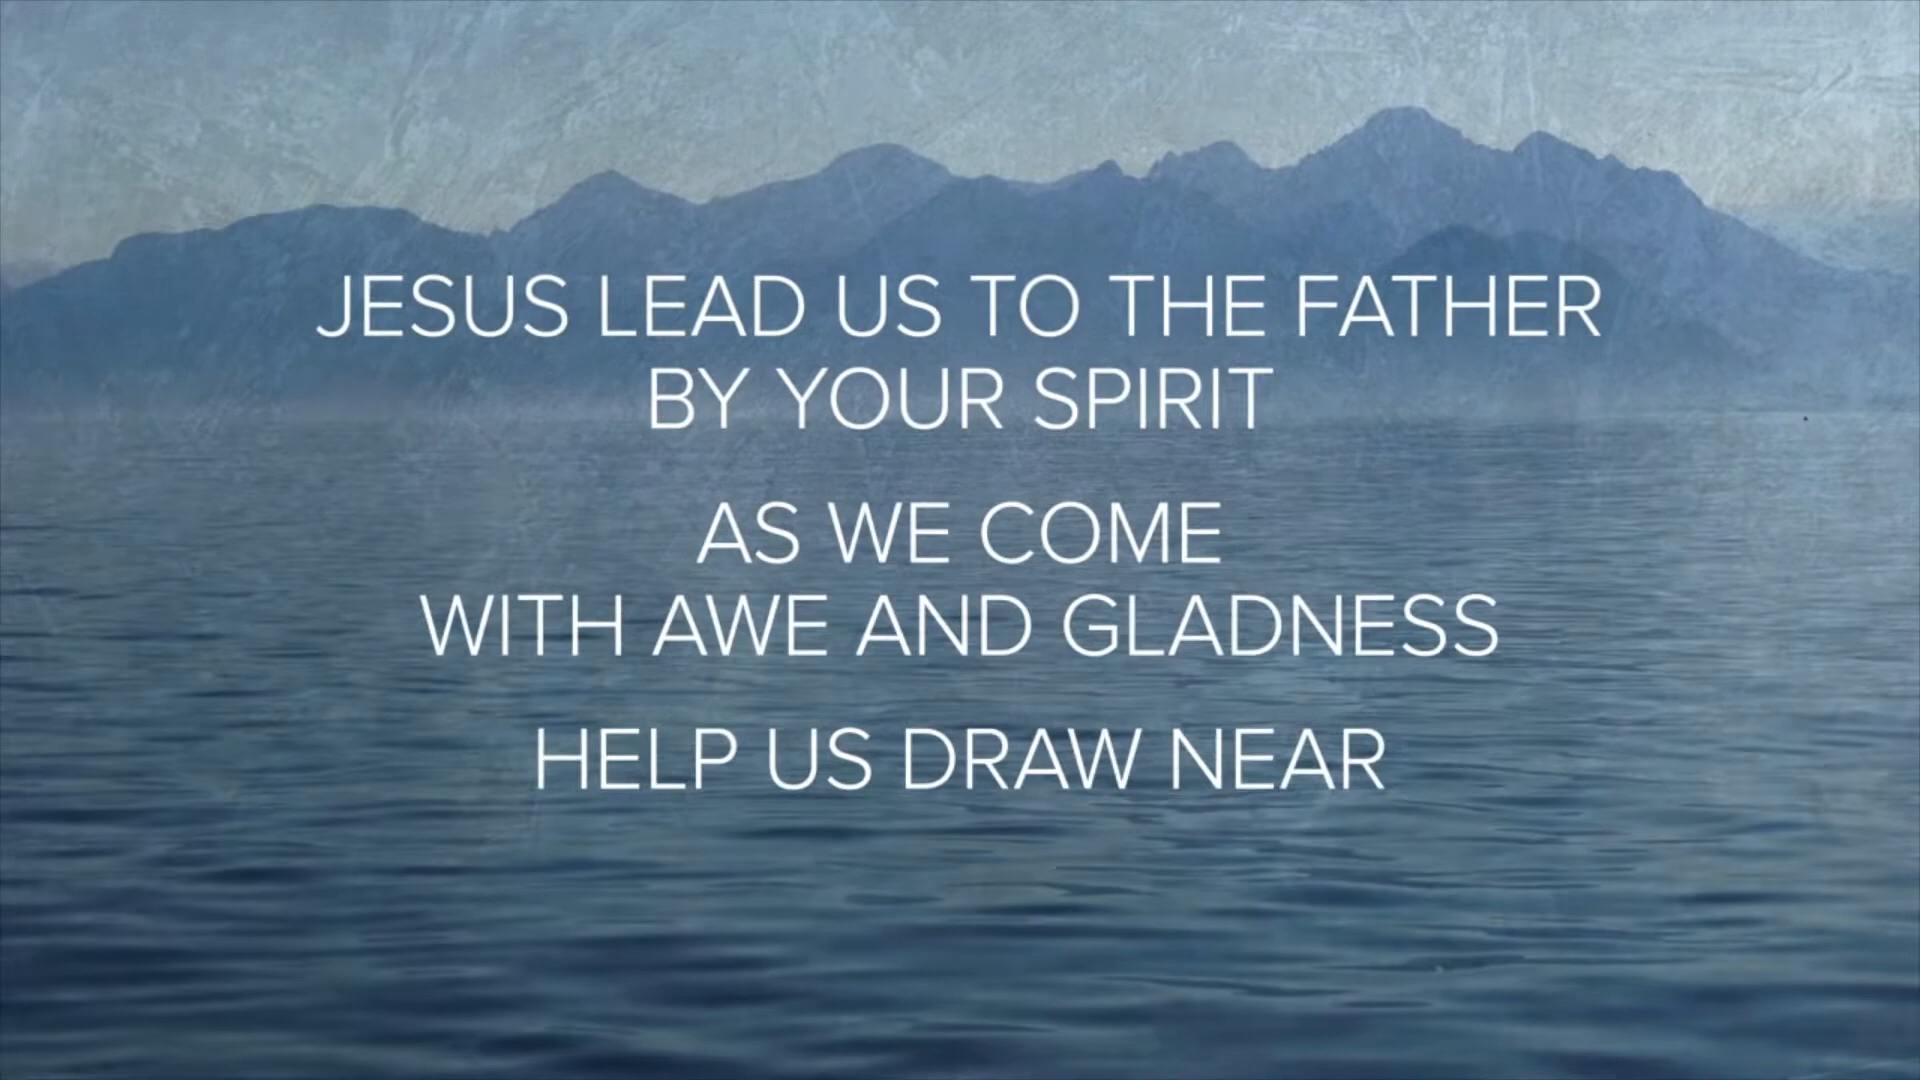 JESUS LEAD US TO THE FATHER
BY YOUR SPIRIT
AS WE COME
WITH AWE AND GLADNESS
HELP US DRAW NEAR